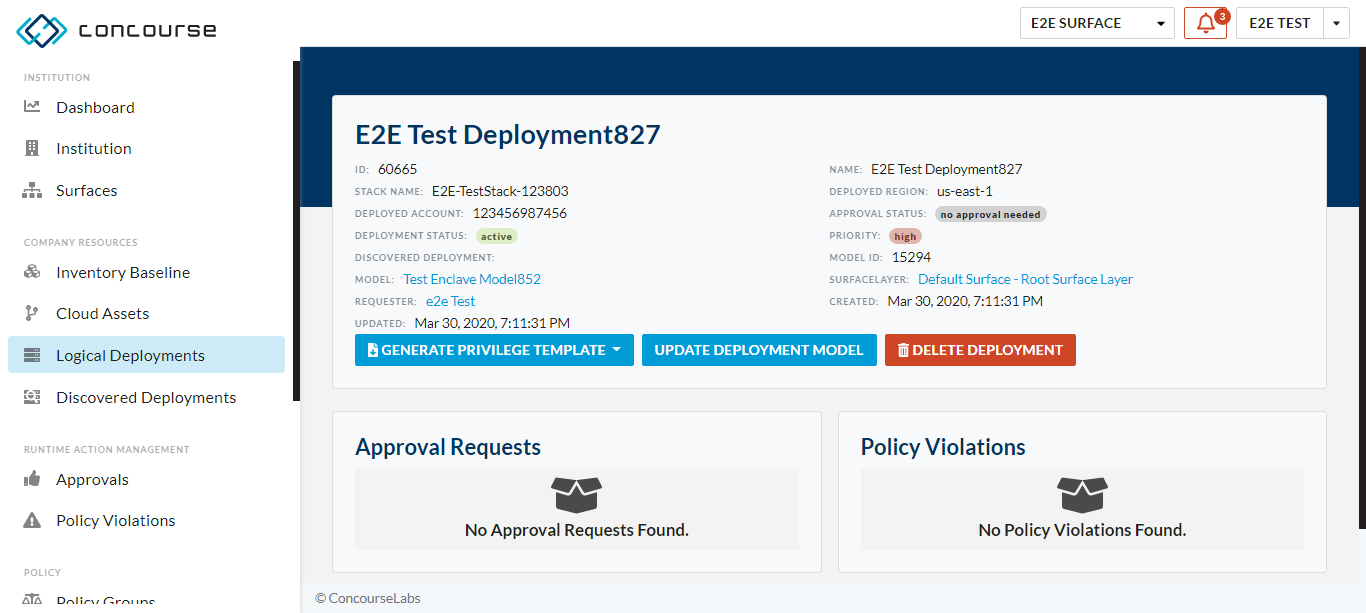 concourse
E2E SURFACE
3
E2E TEST
INSTITUTION
Dashboard
Institution
Surfaces
COMPANY RESOURCES
Inventory Baseline
Cloud Assets
Logical Deployments
Discovered Deployments
RUNTIME ACTION MANAGEMENT
Approvals
Policy Violations
POLICY
Policy Groups
E2E Test Deployment827
ID: 60665
STACK NAME: E2E-TestStack-123803
DEPLOYED ACCOUNT: 123456987456
DEPLOYMENT STATUS: active
DISCOVERED DEPLOYMENT:
MODEL: Test Enclave Model852
REQUESTER: e2e Test
UPDATED: Mar 30, 2020, 7:11:31 PM
NAME: E2E Test Deployment827
DEPLOYED REGION: us-east-1
APPROVAL STATUS: no approval needed
PRIORITY: high
MODEL ID: 15294
SURFACELAYER: Default Surface - Root Surface Layer
CREATED: Mar 30, 2020, 7:11:31 PM
GENERATE PRIVILEGE TEMPLATE
UPDATE DEPLOYMENT MODEL
DELETE DEPLOYMENT
Approval Requests
No Approval Requests Found.
Policy Violations
No Policy Violations Found.
© ConcourseLabs